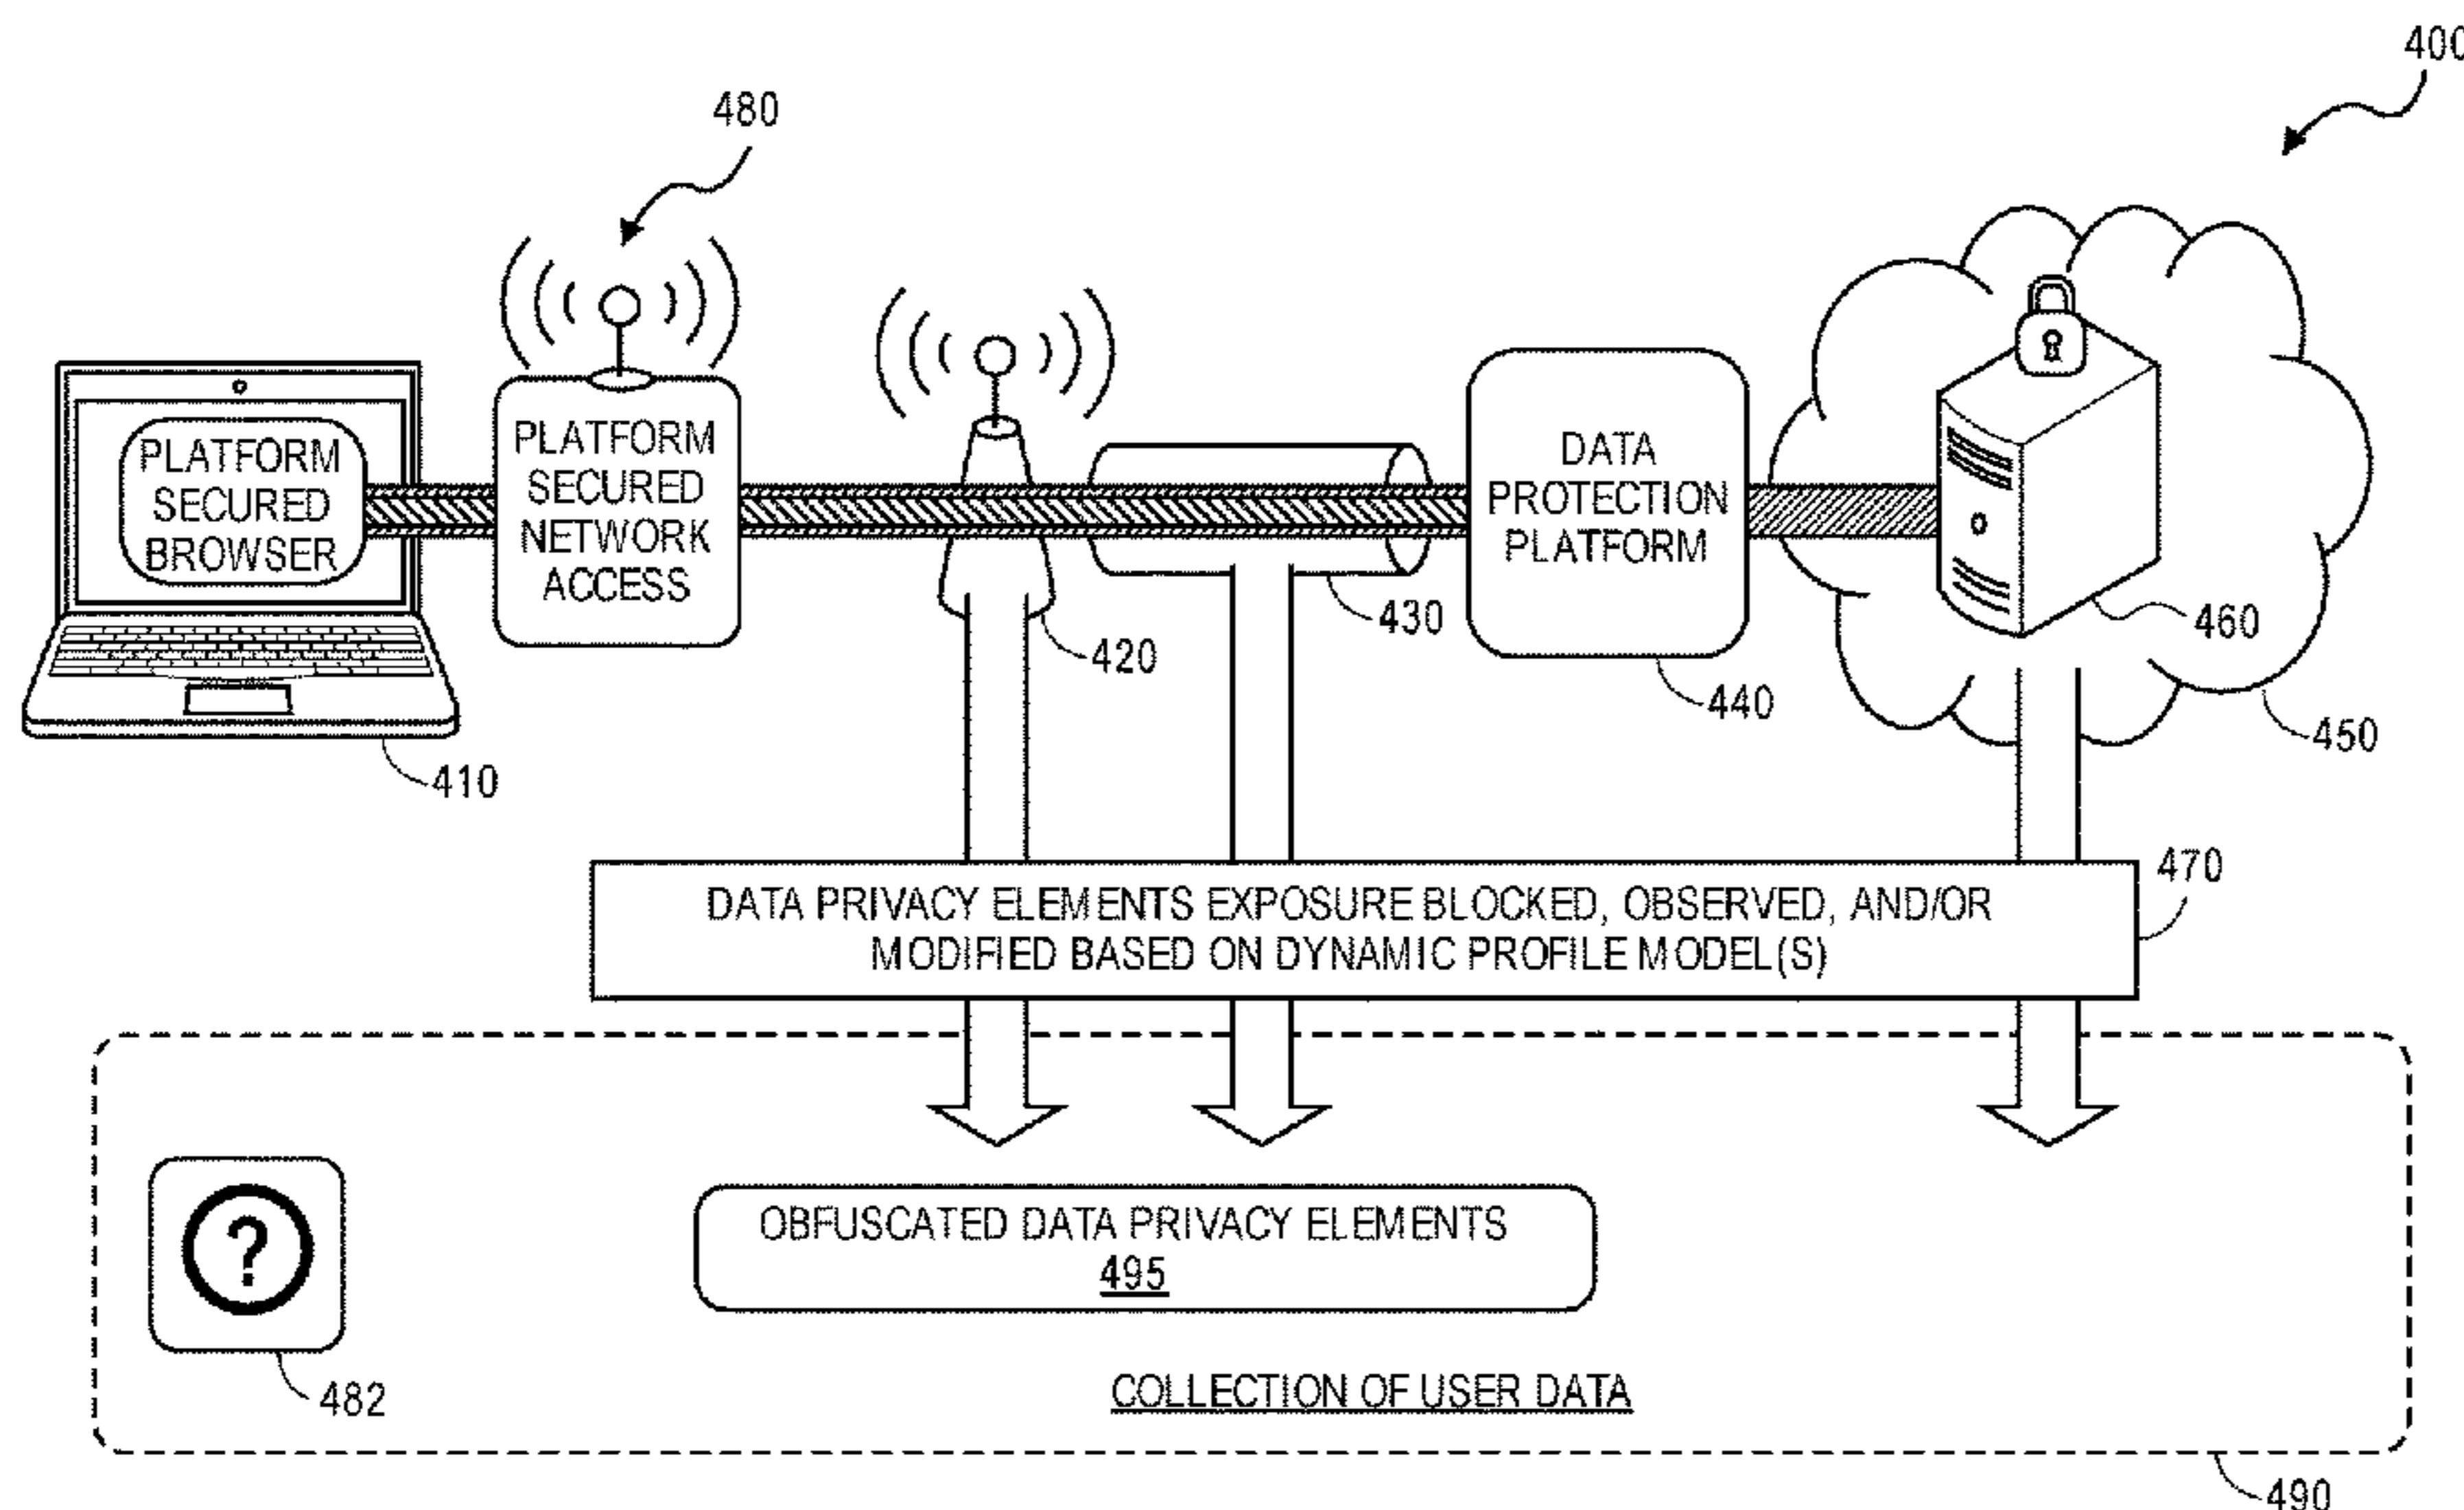 400
480
PLATFORM
SECURED
BROWSER
PLATFORM
SECURED
NETWORK
ACCESS
DATA
PROTECTION
PLATFORM
430
460
420
440
450
410
470
DATA PRIVACY ELEMENTS EXPOSURE BLOCKED, OBSERVED, AND/OR
MODIFIED BASED ON DYNAMIC PROFILE MODEL(S)
?
OBFUSCATED DATA PRIVACY ELEMENTS
495
482
COLLECTION OF USER DATA
490